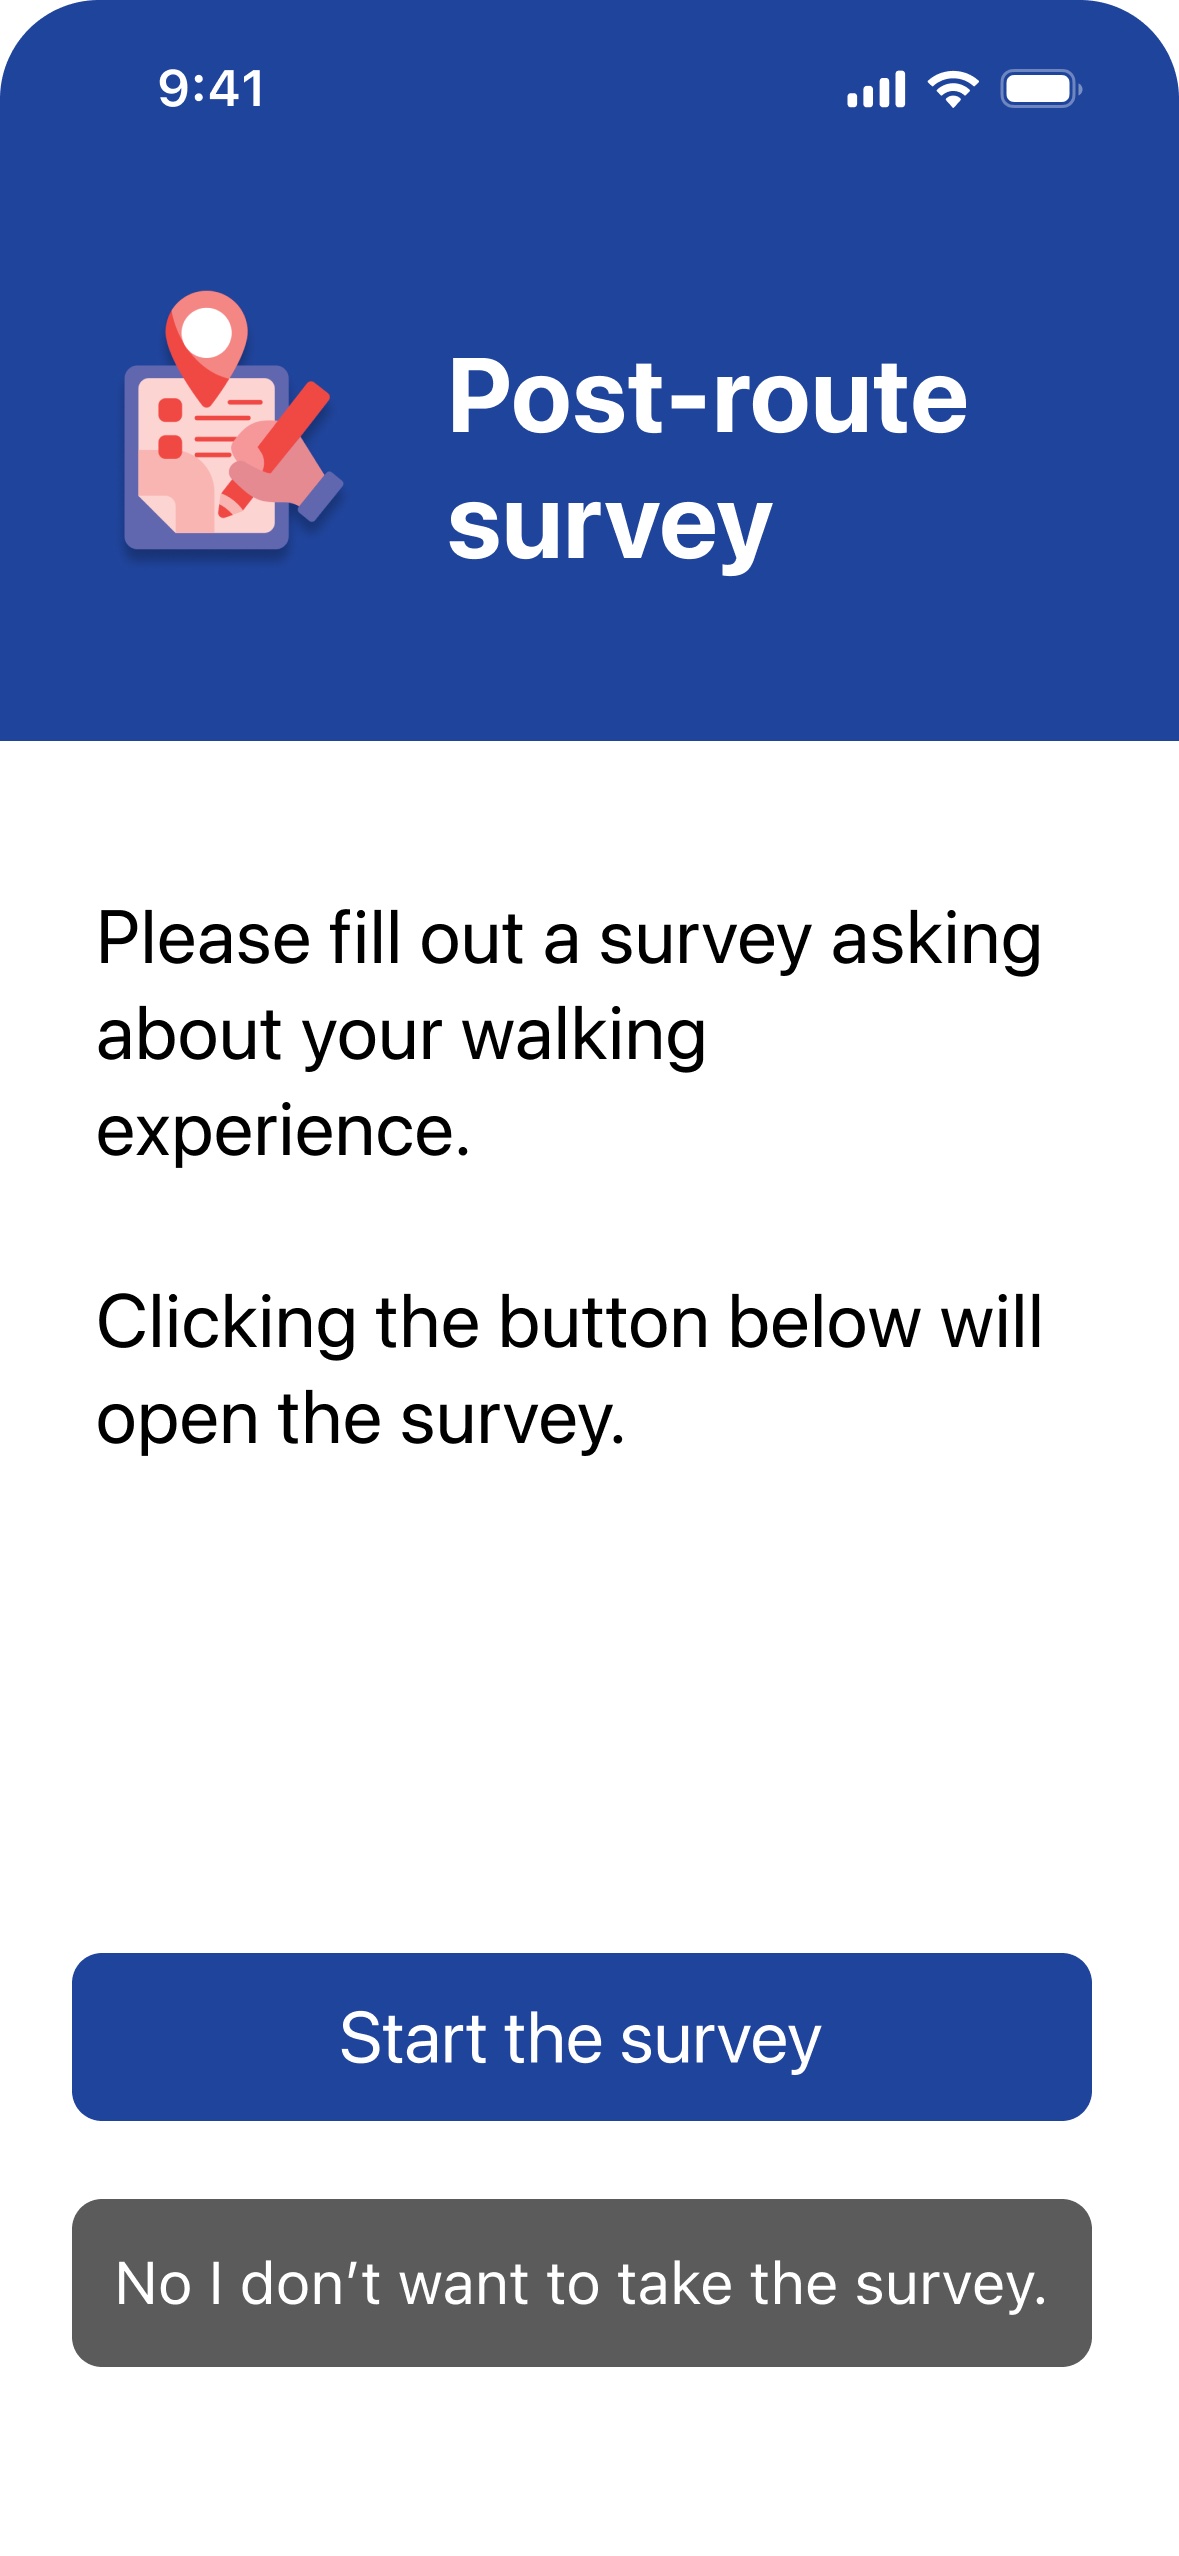 9:41
Post-route
survey
Please fill out a survey asking
about your walking
experience.
Clicking the button below will
open the survey.
Start the survey
No I don’t want to take the survey.